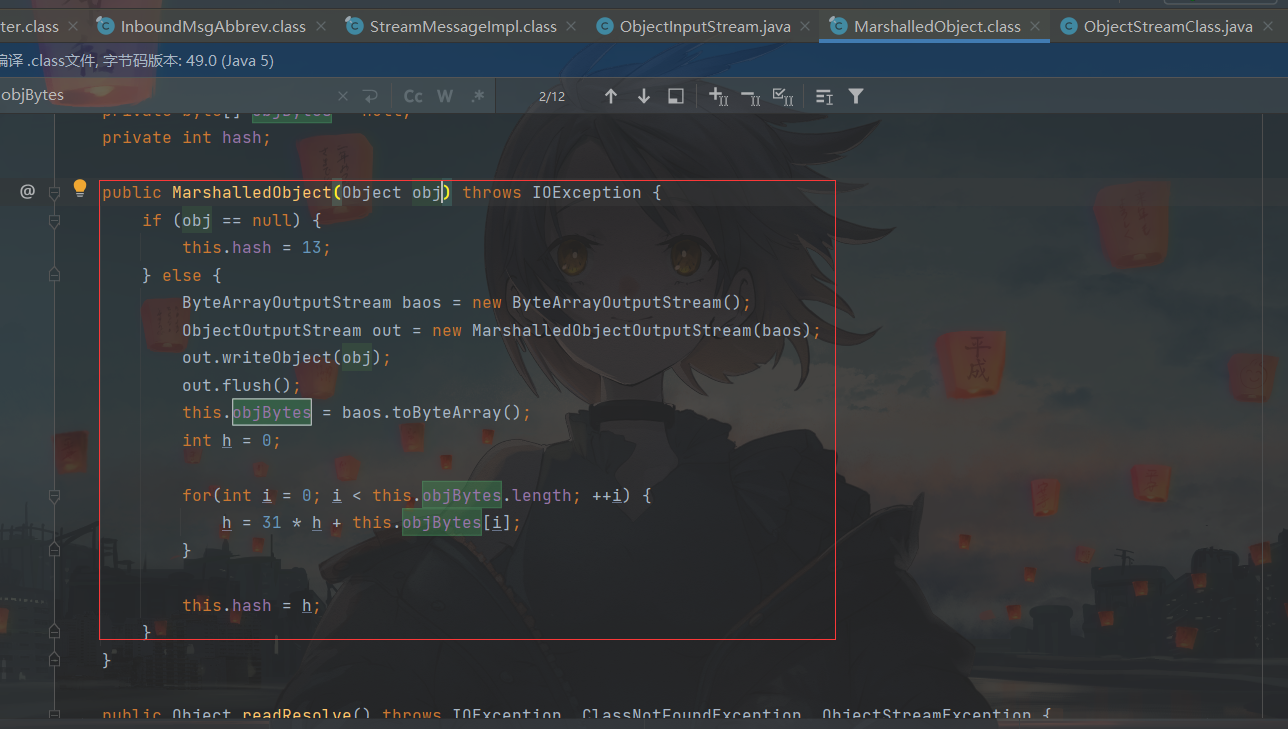 ter.class InboundMsgAbbrev.class StreamMessageImpl.class ObjectInputStream.java MarshalledObject.class ObjectStreamClass.java
编译 .class文件, 字节码版本: 49.0 (Java 5)
objBytes Cc W .* 2/12
private byte[] objBytes = null;
private int hash;
@ public MarshalledObject(Object obj) throws IOException {
if (obj == null) {
this.hash = 13;
} else {
ByteArrayOutputStream baos = new ByteArrayOutputStream();
ObjectOutputStream out = new MarshalledObjectOutputStream(baos);
out.writeObject(obj);
out.flush();
this.objBytes = baos.toByteArray();
int h = 0;
for(int i = 0; i < this.objBytes.length; ++i) {
h = 31 * h + this.objBytes[i];
}
this.hash = h;
}
}
public Object readResolve() throws IOException, ClassNotFoundException, ObjectStreamException {
平成